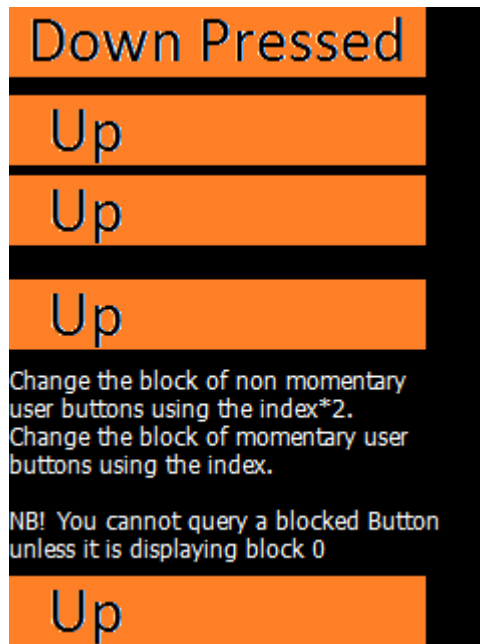 Down Pressed
Up
Up
Up
Change the block of non momentary
user buttons using the index*2.
Change the block of momentary user
buttons using the index.
NB! You cannot query a blocked Button
unless it is displaying block 0
Up